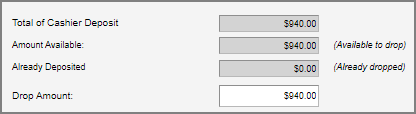 Total of Cashier Deposit $940.00
Amount Available: $940.00 (Available to drop)
Already Deposited $0.00 (Already dropped)
Drop Amount: $940.00